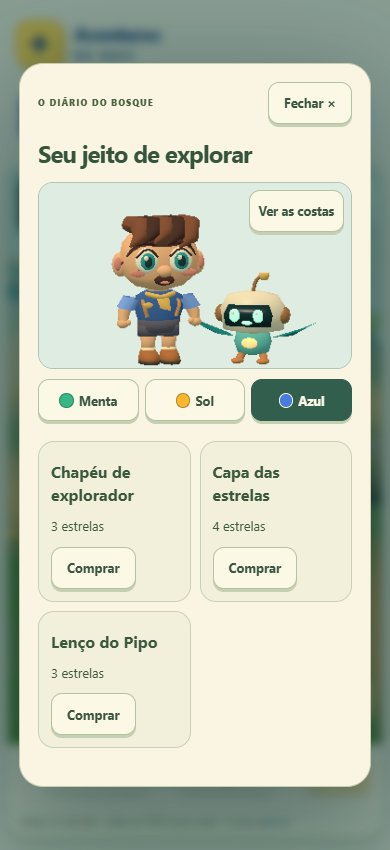 O DIÁRIO DO BOSQUE
Fechar ×
Seu jeito de explorar
Ver as costas
Menta
Sol
Azul
Chapéu de
explorador
3 estrelas
Comprar
Capa das
estrelas
4 estrelas
Comprar
Lenço do Pipo
3 estrelas
Comprar